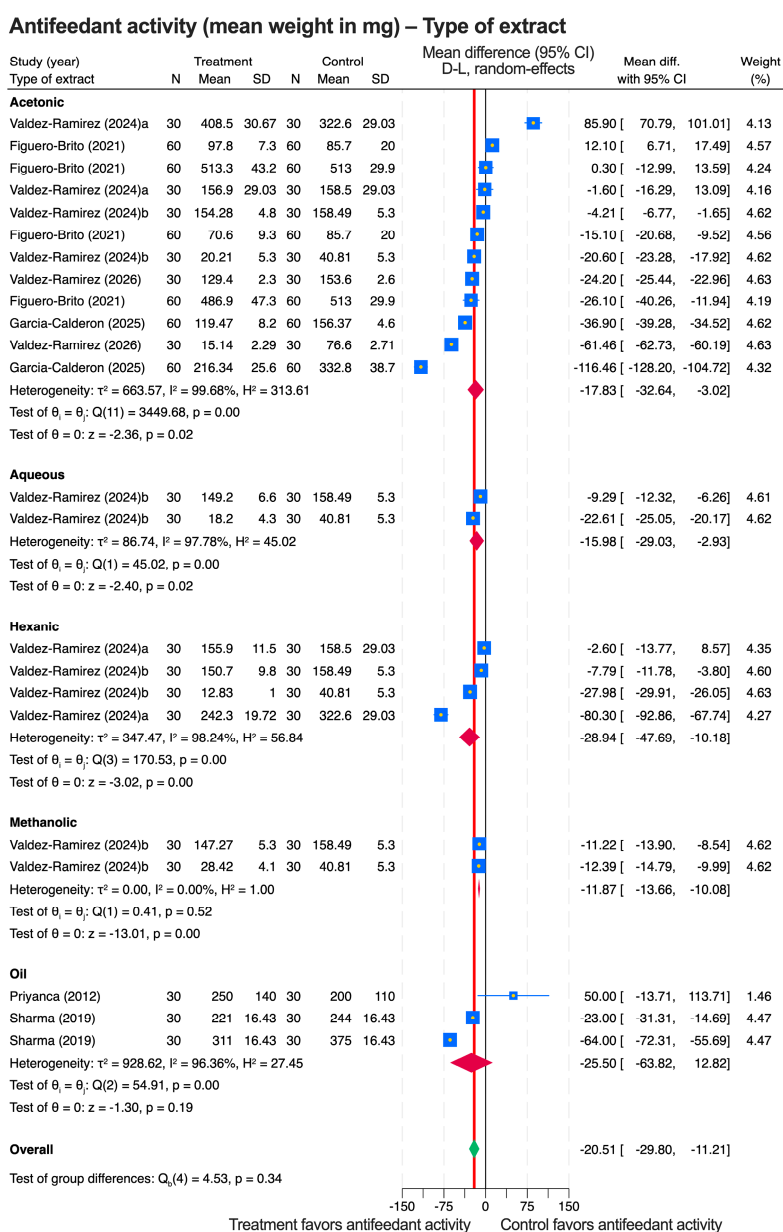 Antifeedant activity (mean weight in mg) – Type of extract
Study (year) Treatment Control Mean difference (95% CI) Mean diff. Weight
Type of extract N Mean SD N Mean SD D-L, random-effects with 95% CI (%)
Acetonic
Valdez-Ramirez (2024)a 30 408.5 30.67 30 322.6 29.03 85.90 [ 70.79, 101.01] 4.13
Figuero-Brito (2021) 60 97.8 7.3 60 85.7 20 12.10 [ 6.71, 17.49] 4.57
Figuero-Brito (2021) 60 513.3 43.2 60 513 29.9 0.30 [ -12.99, 13.59] 4.24
Valdez-Ramirez (2024)a 30 156.9 29.03 30 158.5 29.03 -1.60 [ -16.29, 13.09] 4.16
Valdez-Ramirez (2024)b 30 154.28 4.8 30 158.49 5.3 -4.21 [ -6.77, -1.65] 4.62
Figuero-Brito (2021) 60 70.6 9.3 60 85.7 20 -15.10 [ -20.68, -9.52] 4.56
Valdez-Ramirez (2024)b 30 20.21 5.3 30 40.81 5.3 -20.60 [ -23.28, -17.92] 4.62
Valdez-Ramirez (2026) 30 129.4 2.3 30 153.6 2.6 -24.20 [ -25.44, -22.96] 4.63
Figuero-Brito (2021) 60 486.9 47.3 60 513 29.9 -26.10 [ -40.26, -11.94] 4.19
Garcia-Calderon (2025) 60 119.47 8.2 60 156.37 4.6 -36.90 [ -39.28, -34.52] 4.62
Valdez-Ramirez (2026) 30 15.14 2.29 30 76.6 2.71 -61.46 [ -62.73, -60.19] 4.63
Garcia-Calderon (2025) 60 216.34 25.6 60 332.8 38.7 -116.46 [ -128.20, -104.72] 4.32
Heterogeneity: τ² = 663.57, I² = 99.68%, H² = 313.61 -17.83 [ -32.64, -3.02]
Test of θᵢ = θⱼ: Q(11) = 3449.68, p = 0.00
Test of θ = 0: z = -2.36, p = 0.02
Aqueous
Valdez-Ramirez (2024)b 30 149.2 6.6 30 158.49 5.3 -9.29 [ -12.32, -6.26] 4.61
Valdez-Ramirez (2024)b 30 18.2 4.3 30 40.81 5.3 -22.61 [ -25.05, -20.17] 4.62
Heterogeneity: τ² = 86.74, I² = 97.78%, H² = 45.02 -15.98 [ -29.03, -2.93]
Test of θᵢ = θⱼ: Q(1) = 45.02, p = 0.00
Test of θ = 0: z = -2.40, p = 0.02
Hexanic
Valdez-Ramirez (2024)a 30 155.9 11.5 30 158.5 29.03 -2.60 [ -13.77, 8.57] 4.35
Valdez-Ramirez (2024)b 30 150.7 9.8 30 158.49 5.3 -7.79 [ -11.78, -3.80] 4.60
Valdez-Ramirez (2024)b 30 12.83 1 30 40.81 5.3 -27.98 [ -29.91, -26.05] 4.63
Valdez-Ramirez (2024)a 30 242.3 19.72 30 322.6 29.03 -80.30 [ -92.86, -67.74] 4.27
Heterogeneity: τ² = 347.47, I² = 98.24%, H² = 56.84 -28.94 [ -47.69, -10.18]
Test of θᵢ = θⱼ: Q(3) = 170.53, p = 0.00
Test of θ = 0: z = -3.02, p = 0.00
Methanolic
Valdez-Ramirez (2024)b 30 147.27 5.3 30 158.49 5.3 -11.22 [ -13.90, -8.54] 4.62
Valdez-Ramirez (2024)b 30 28.42 4.1 30 40.81 5.3 -12.39 [ -14.79, -9.99] 4.62
Heterogeneity: τ² = 0.00, I² = 0.00%, H² = 1.00 -11.87 [ -13.66, -10.08]
Test of θᵢ = θⱼ: Q(1) = 0.41, p = 0.52
Test of θ = 0: z = -13.01, p = 0.00
Oil
Priyanca (2012) 30 250 140 30 200 110 50.00 [ -13.71, 113.71] 1.46
Sharma (2019) 30 221 16.43 30 244 16.43 -23.00 [ -31.31, -14.69] 4.47
Sharma (2019) 30 311 16.43 30 375 16.43 -64.00 [ -72.31, -55.69] 4.47
Heterogeneity: τ² = 928.62, I² = 96.36%, H² = 27.45 -25.50 [ -63.82, 12.82]
Test of θᵢ = θⱼ: Q(2) = 54.91, p = 0.00
Test of θ = 0: z = -1.30, p = 0.19
Overall -20.51 [ -29.80, -11.21]
Test of group differences: Q_b(4) = 4.53, p = 0.34
-150 -75 0 75 150
Treatment favors antifeedant activity Control favors antifeedant activity